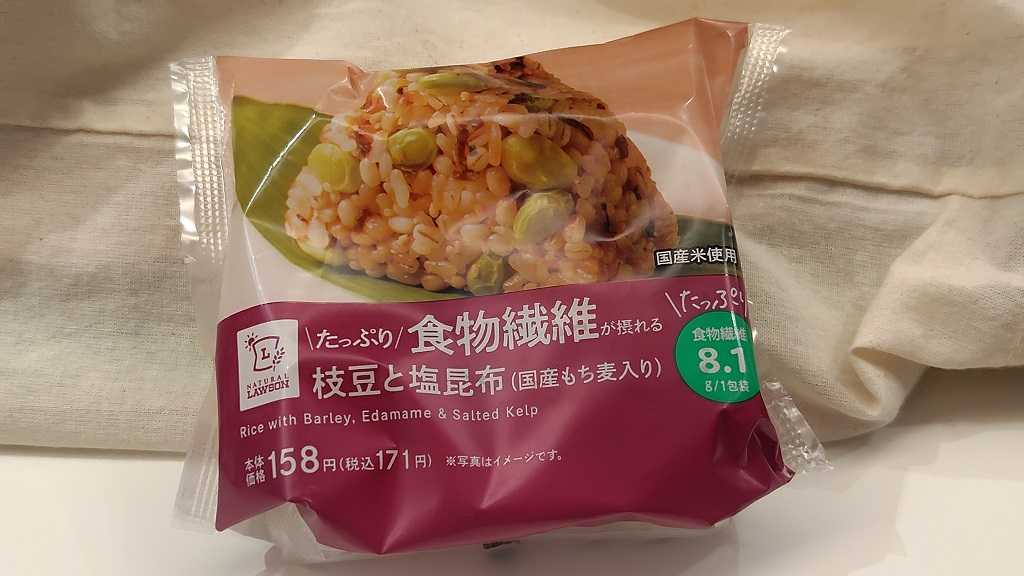 国産米使用
\たっぷり/ 食物繊維が摂れる
枝豆と塩昆布(国産もち麦入り)
Rice with Barley, Edamame & Salted Kelp
本体価格158円(税込171円) ※写真はイメージです。
L
NATURAL
LAWSON
\たっぷり
食物繊維
8.1
g/1包装